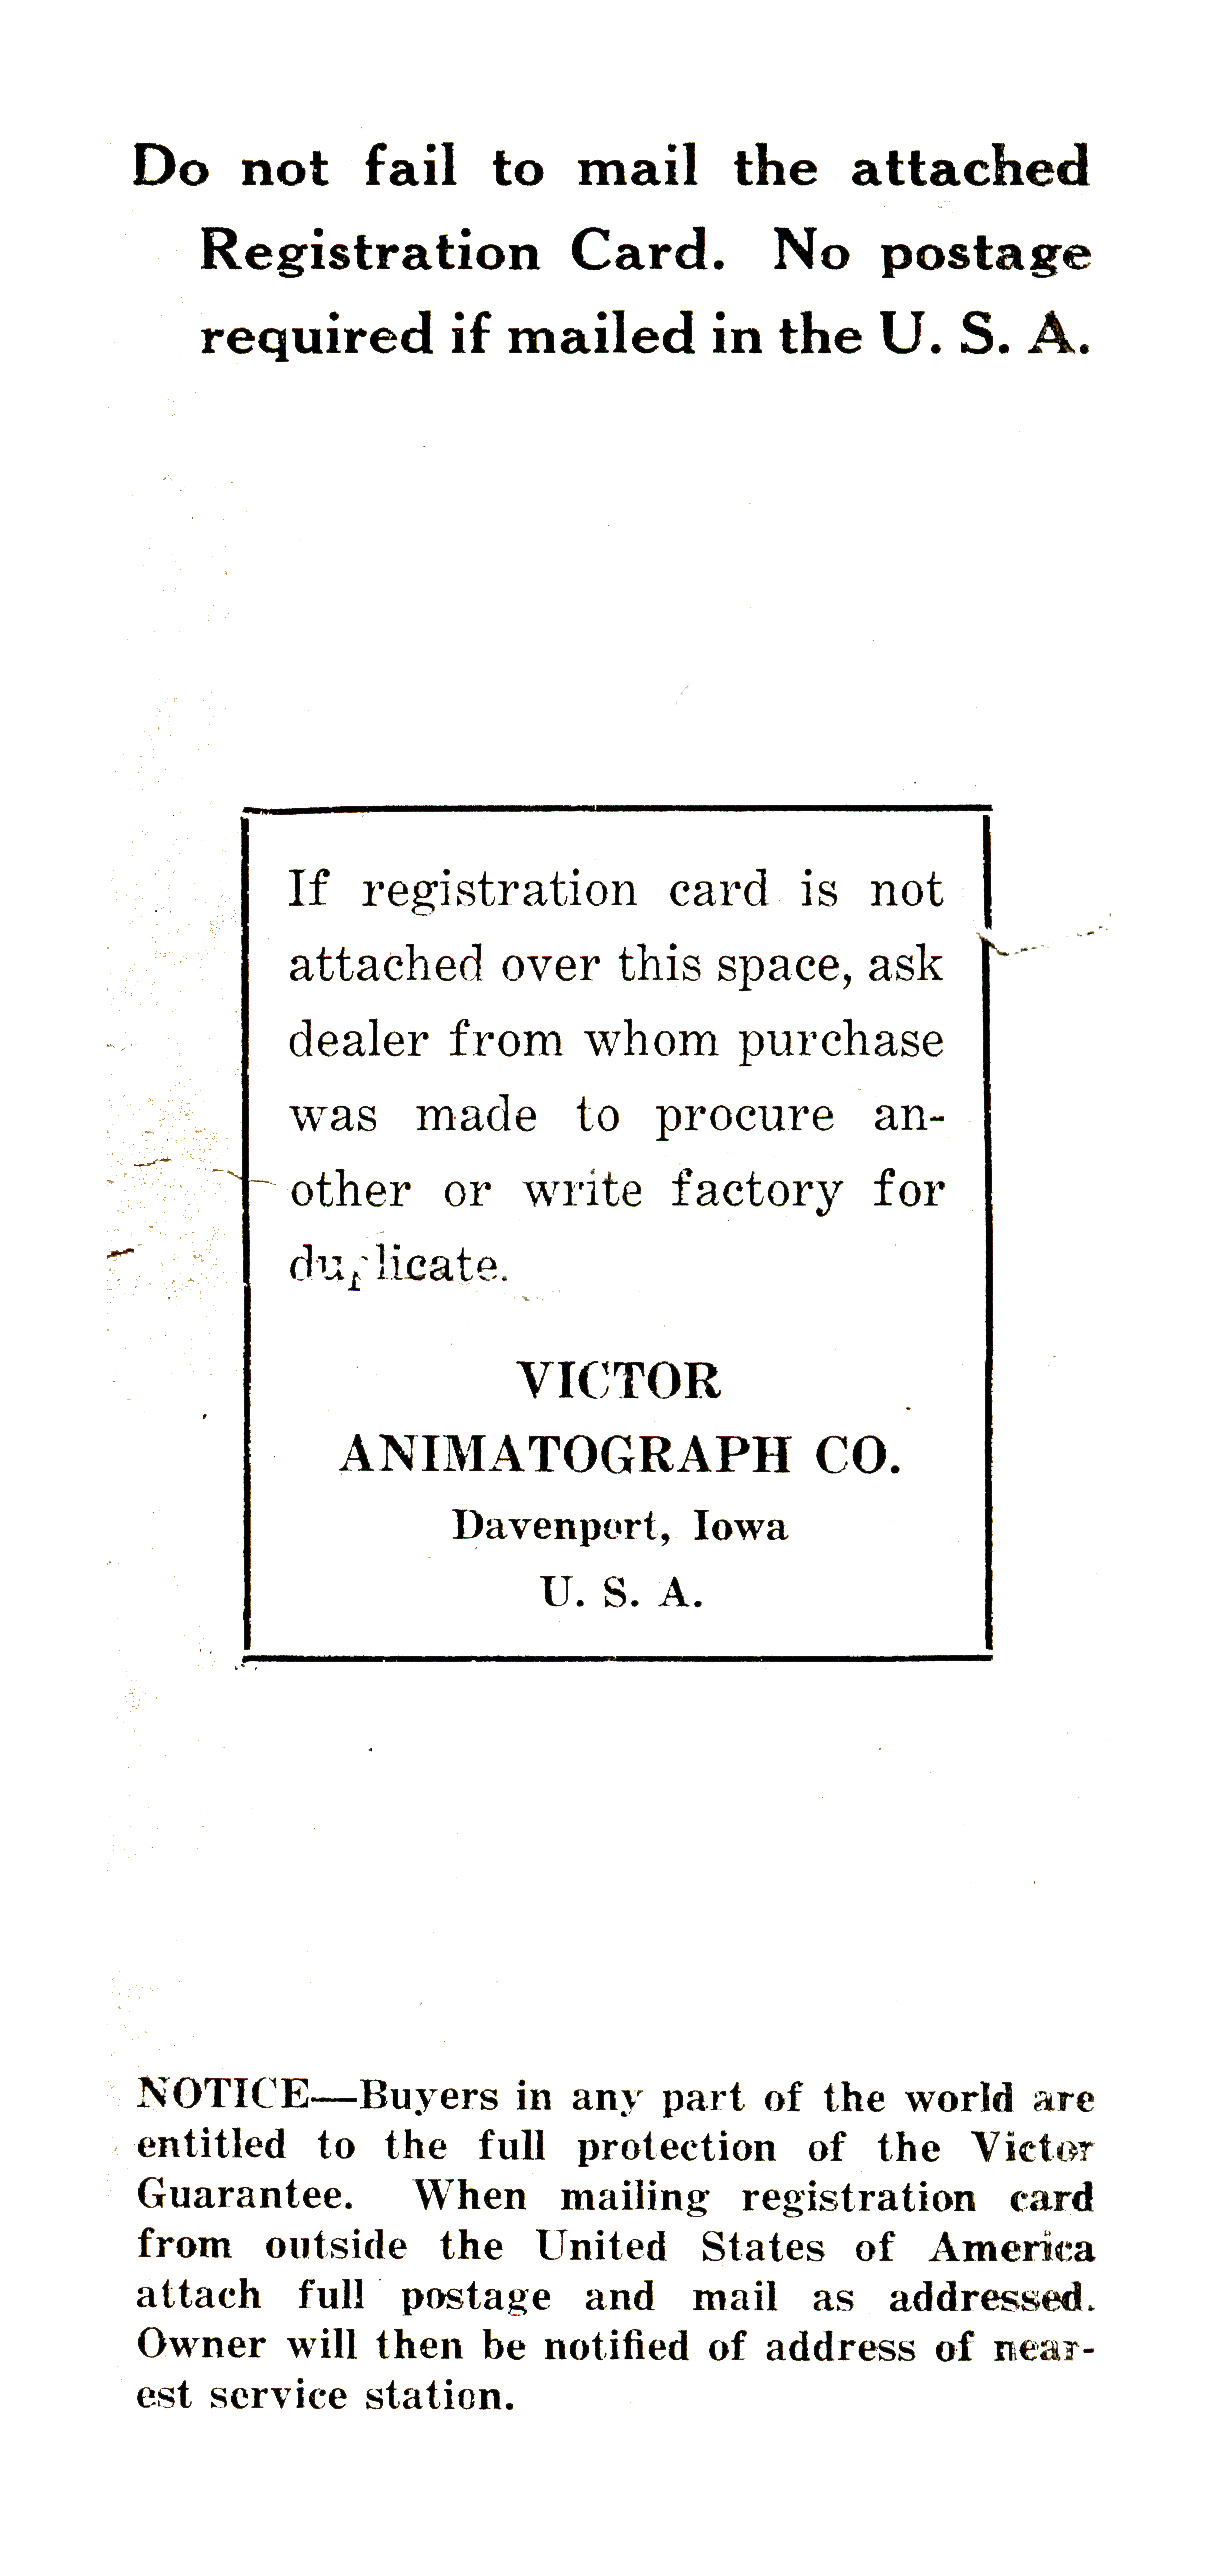 Do not fail to mail the attached
Registration Card. No postage
required if mailed in the U. S. A.
If registration card is not
attached over this space, ask
dealer from whom purchase
was made to procure an-
other or write factory for
duplicate.
VICTOR
ANIMATOGRAPH CO.
Davenport, Iowa
U. S. A.
NOTICE—Buyers in any part of the world are
entitled to the full protection of the Victor
Guarantee. When mailing registration card
from outside the United States of America
attach full postage and mail as addressed.
Owner will then be notified of address of near-
est service station.